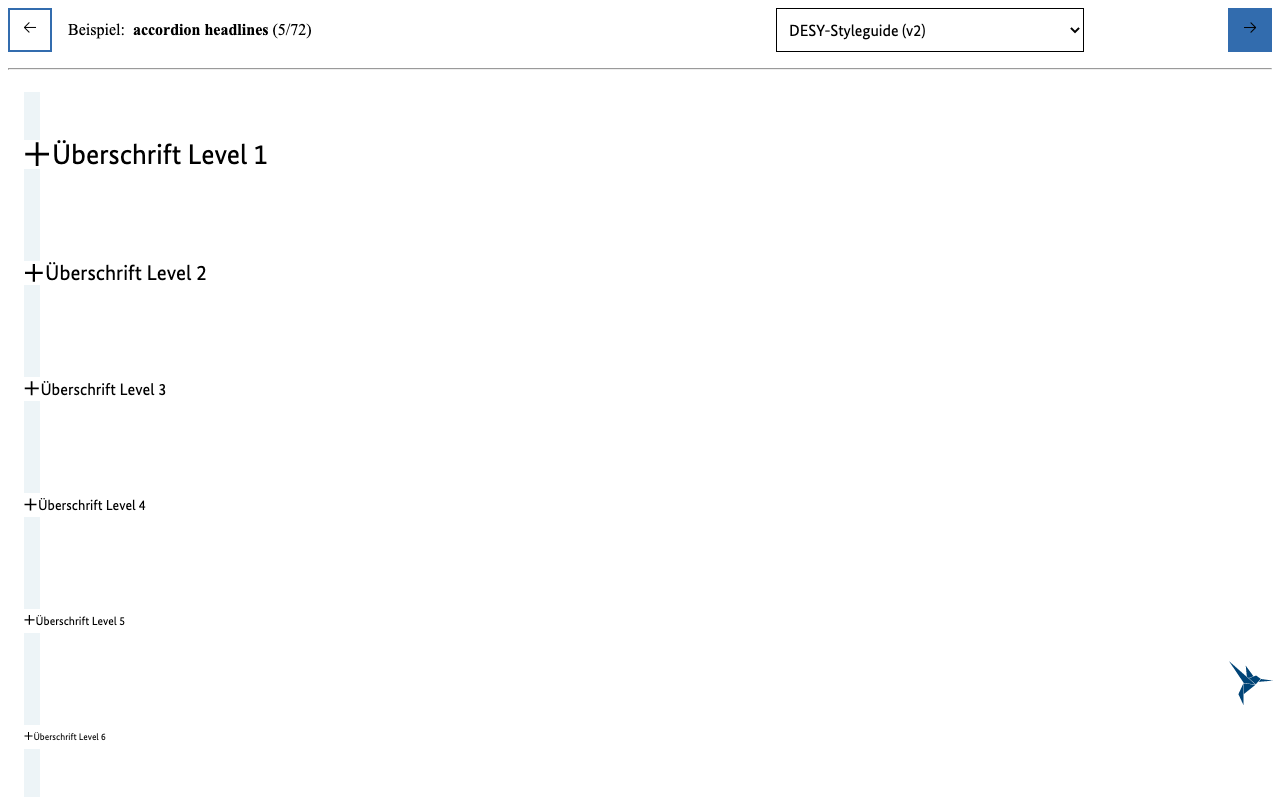 Beispiel: accordion headlines (5/72)
DESY-Styleguide (v2)
Überschrift Level 1
Überschrift Level 2
Überschrift Level 3
Überschrift Level 4
Überschrift Level 5
Überschrift Level 6